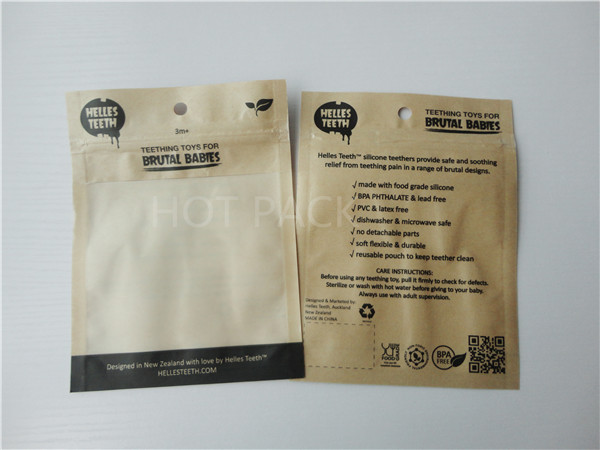 HELLES
TEETH
3m+
TEETHING TOYS FOR
BRUTAL BABIES
Designed in New Zealand with love by Helles Teeth™
HELLESTEETH.COM
HELLES
TEETH
TEETHING TOYS FOR
BRUTAL BABIES
Helles Teeth™ silicone teethers provide safe and soothing
relief from teething pain in a range of brutal designs.
√ made with food grade silicone
√ BPA PHTHALATE & lead free
√ PVC & latex free
√ dishwasher & microwave safe
√ no detachable parts
√ soft flexible & durable
√ reusable pouch to keep teether clean
CARE INSTRUCTIONS:
Before using any teething toy, pull it firmly to check for defects.
Sterilize or wash with hot water before giving to your baby.
Always use with adult supervision.
Designed & Marketed by
Helles Teeth, Auckland
New Zealand
MADE IN CHINA
FOOD
BPA
FREE
HOT PACK